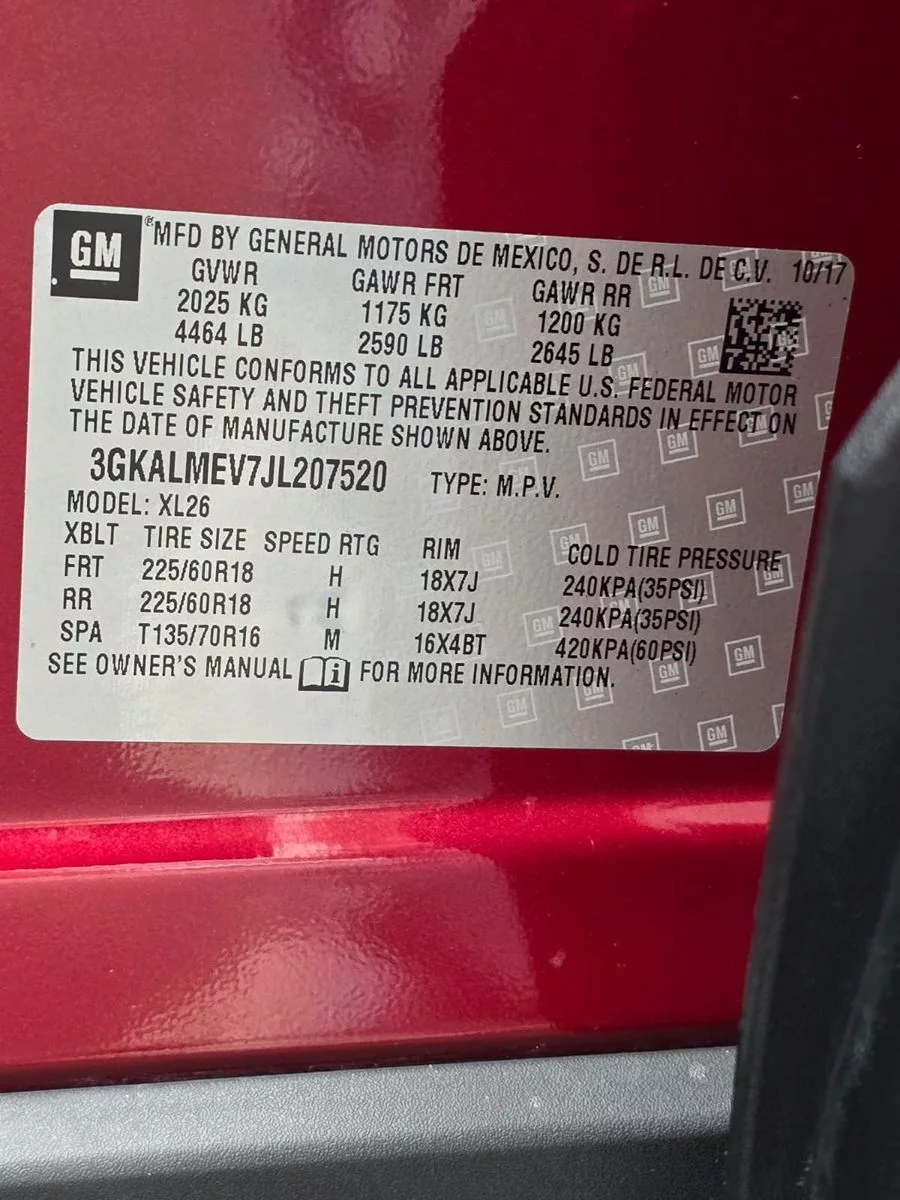 GM
®MFD BY GENERAL MOTORS DE MEXICO, S. DE R.L. DE C.V. 10/17
GVWR GAWR FRT GAWR RR
2025 KG 1175 KG 1200 KG
4464 LB 2590 LB 2645 LB
THIS VEHICLE CONFORMS TO ALL APPLICABLE U.S. FEDERAL MOTOR
VEHICLE SAFETY AND THEFT PREVENTION STANDARDS IN EFFECT ON
THE DATE OF MANUFACTURE SHOWN ABOVE.
3GKALMEV7JL207520 TYPE: M.P.V.
MODEL: XL26
XBLT TIRE SIZE SPEED RTG RIM COLD TIRE PRESSURE
FRT 225/60R18 H 18X7J 240KPA(35PSI)
RR 225/60R18 H 18X7J 240KPA(35PSI)
SPA T135/70R16 M 16X4BT 420KPA(60PSI)
SEE OWNER'S MANUAL i FOR MORE INFORMATION.